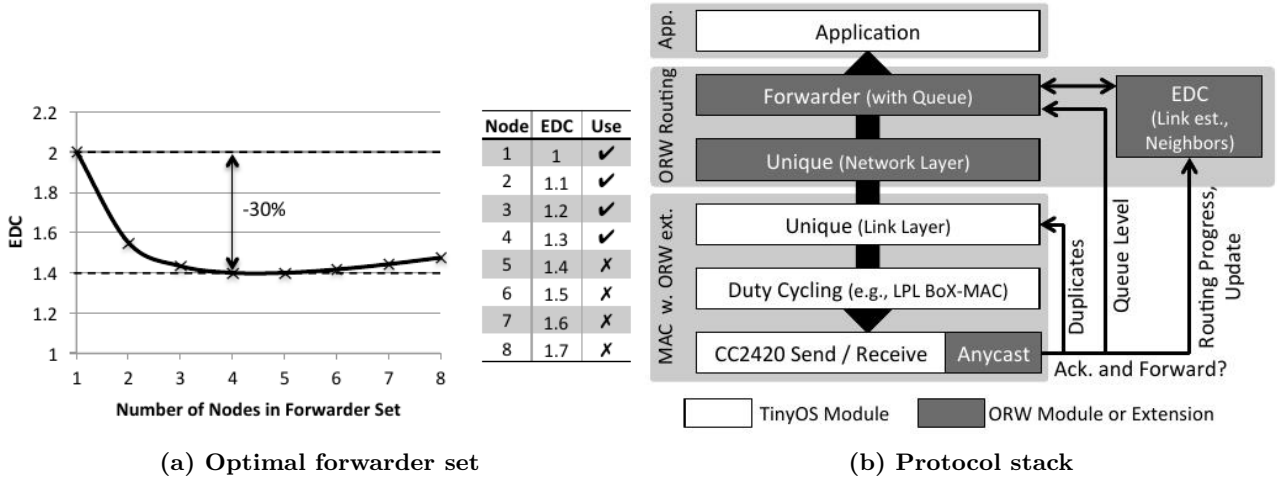 2.2
2
1.8
1.6
1.4
1.2
1
EDC
-30%
1 2 3 4 5 6 7 8
Number of Nodes in Forwarder Set
Node EDC Use
1 1 ✔
2 1.1 ✔
3 1.2 ✔
4 1.3 ✔
5 1.4 ✗
6 1.5 ✗
7 1.6 ✗
8 1.7 ✗
(a) Optimal forwarder set
App.
Application
ORW Routing
Forwarder (with Queue)
Unique (Network Layer)
EDC
(Link est.,
Neighbors)
MAC w. ORW ext.
Unique (Link Layer)
Duty Cycling (e.g., LPL BoX-MAC)
CC2420 Send / Receive
Anycast
Duplicates
Queue Level
Routing Progress,
Update
Ack. and Forward?
TinyOS Module
ORW Module or Extension
(b) Protocol stack